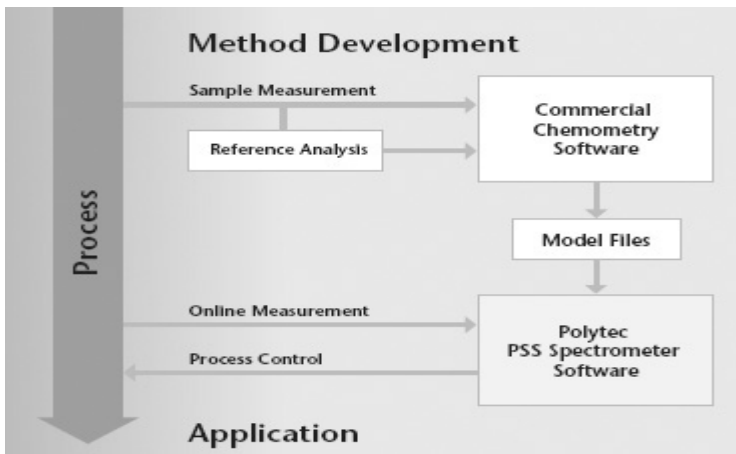 Method Development
Sample Measurement
Reference Analysis
Commercial
Chemometry
Software
Process
Model Files
Online Measurement
Process Control
Polytec
PSS Spectrometer
Software
Application